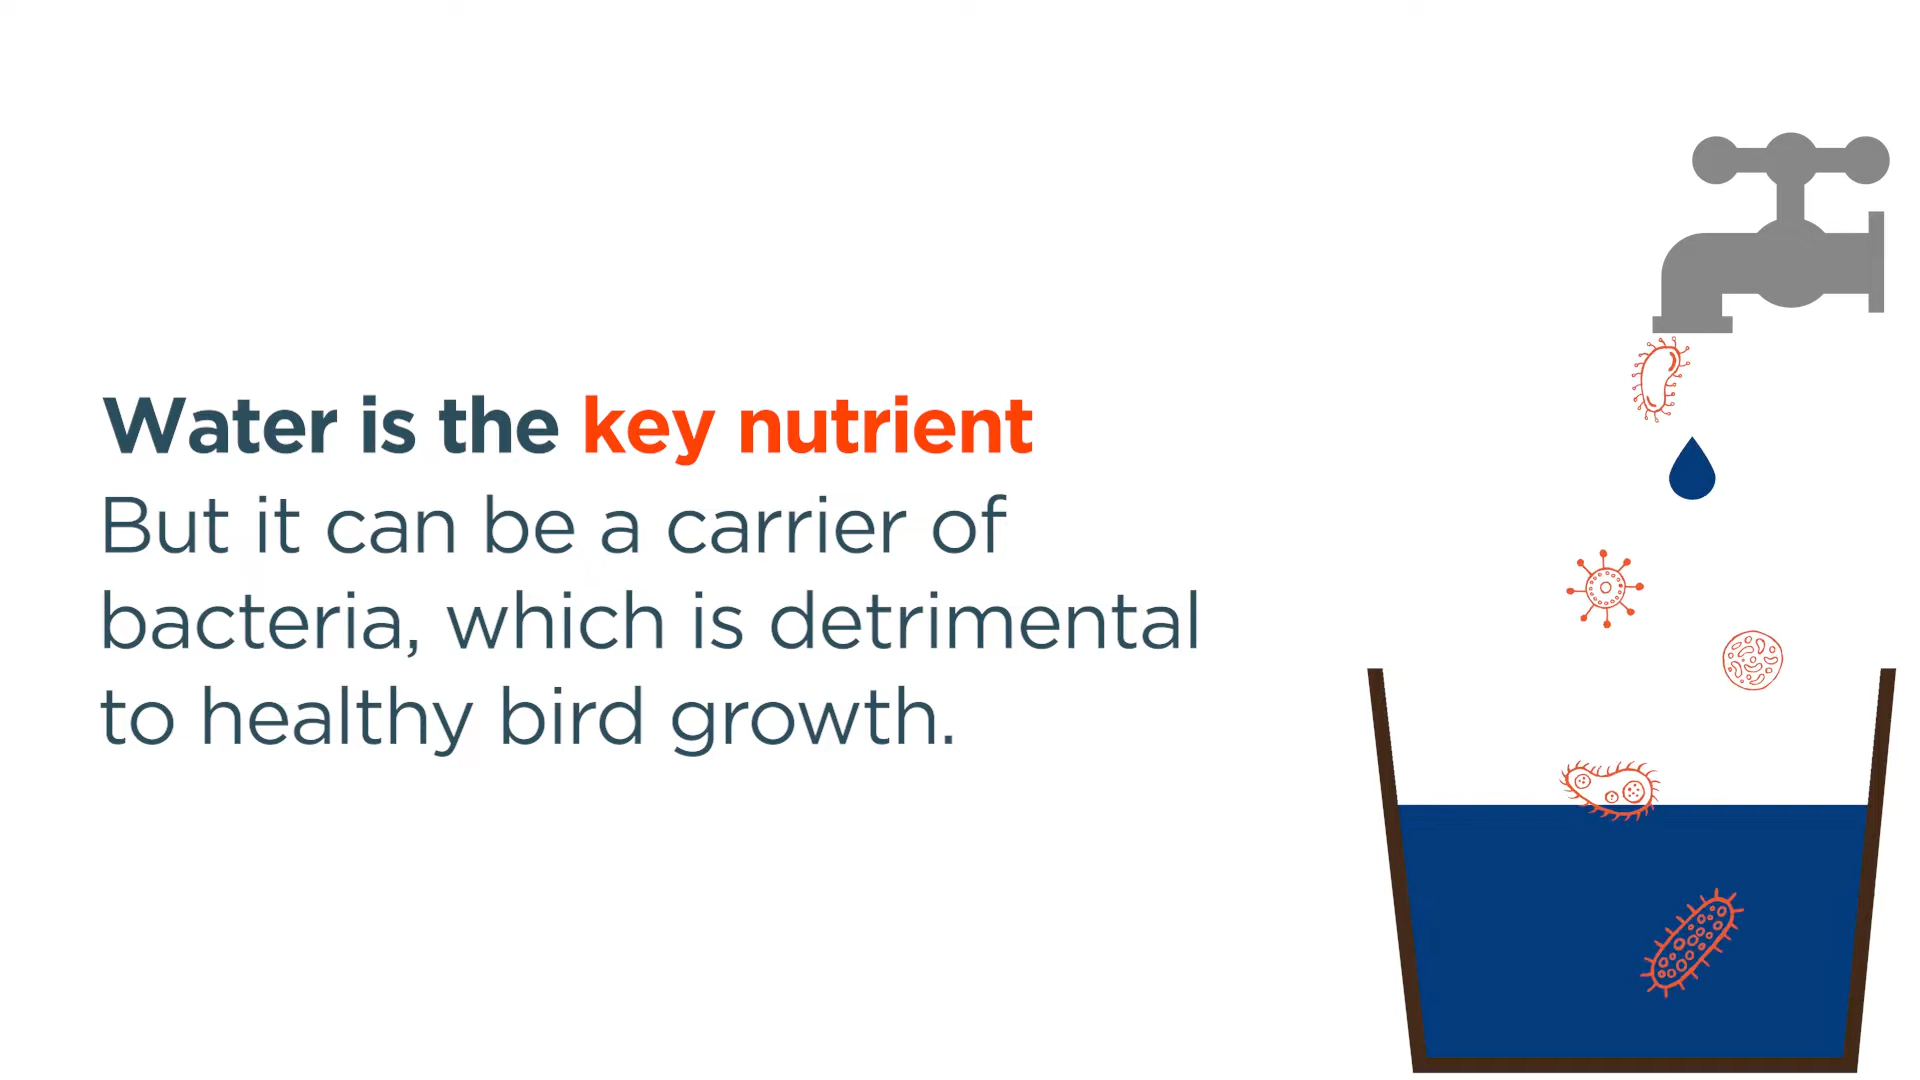 Water is the key nutrient
But it can be a carrier of
bacteria, which is detrimental
to healthy bird growth.